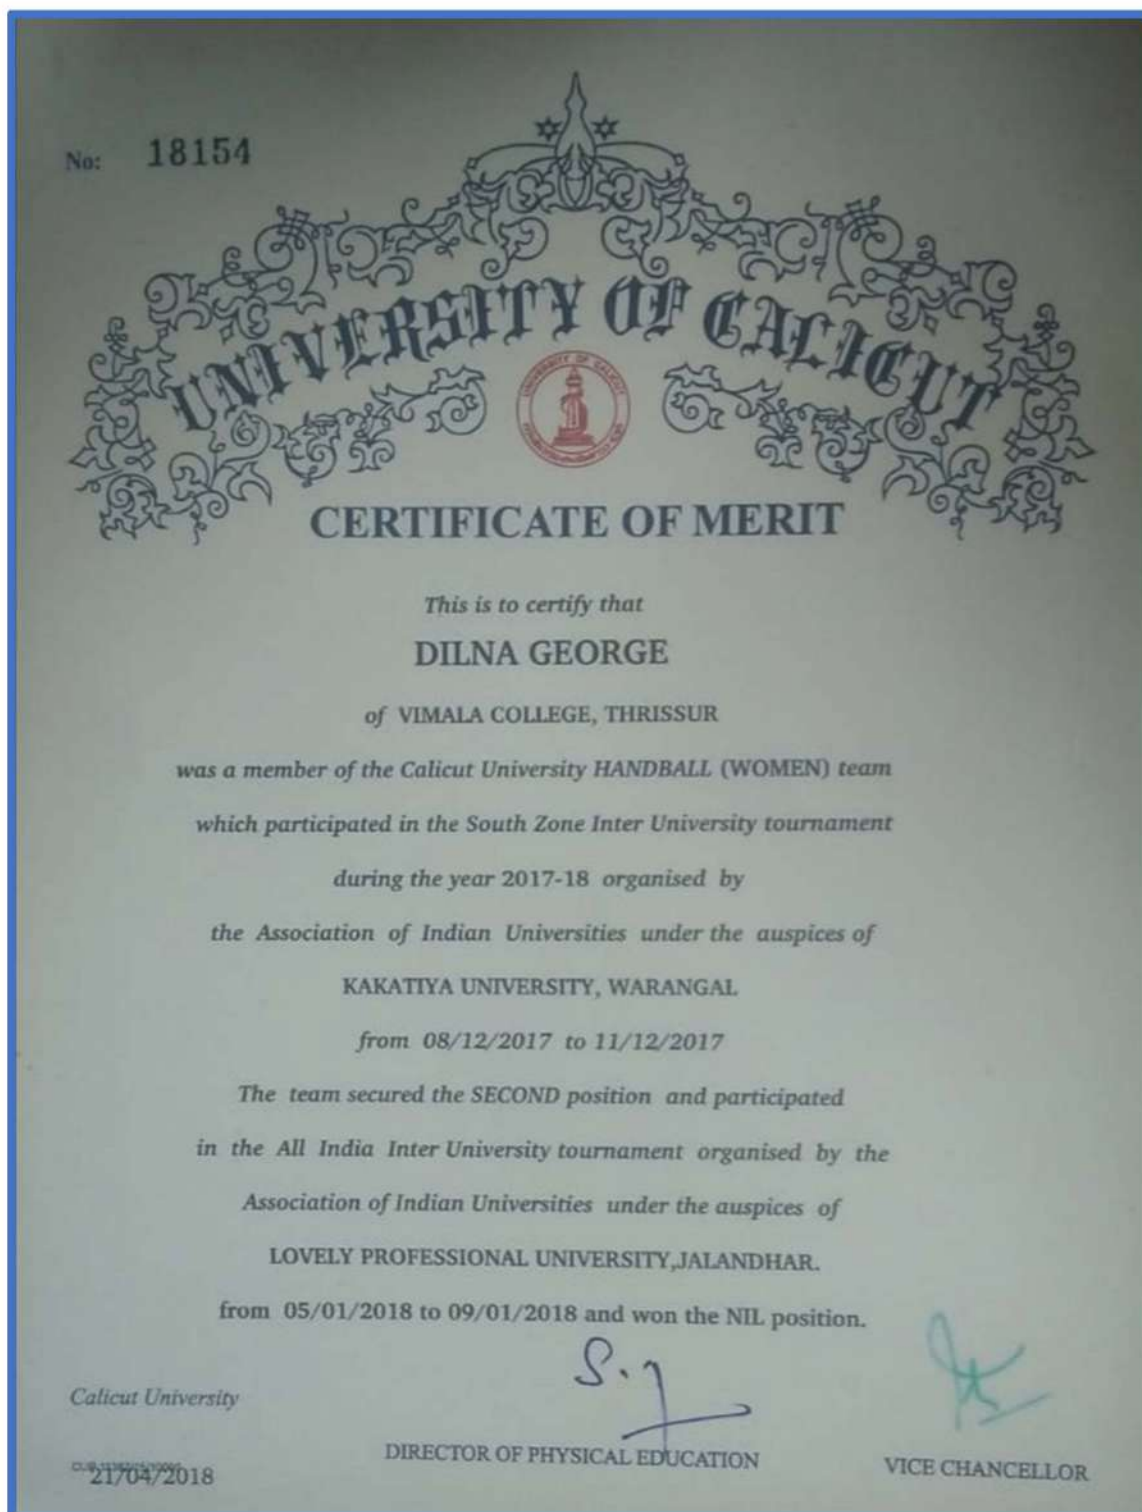 No: 18154
UNIVERSITY OF CALICUT
UNIVERSITY OF CALICUT
CERTIFICATE OF MERIT
This is to certify that
DILNA GEORGE
of VIMALA COLLEGE, THRISSUR
was a member of the Calicut University HANDBALL (WOMEN) team
which participated in the South Zone Inter University tournament
during the year 2017-18 organised by
the Association of Indian Universities under the auspices of
KAKATIYA UNIVERSITY, WARANGAL
from 08/12/2017 to 11/12/2017
The team secured the SECOND position and participated
in the All India Inter University tournament organised by the
Association of Indian Universities under the auspices of
LOVELY PROFESSIONAL UNIVERSITY,JALANDHAR.
from 05/01/2018 to 09/01/2018 and won the NIL position.
Calicut University
DIRECTOR OF PHYSICAL EDUCATION
VICE CHANCELLOR
21/04/2018